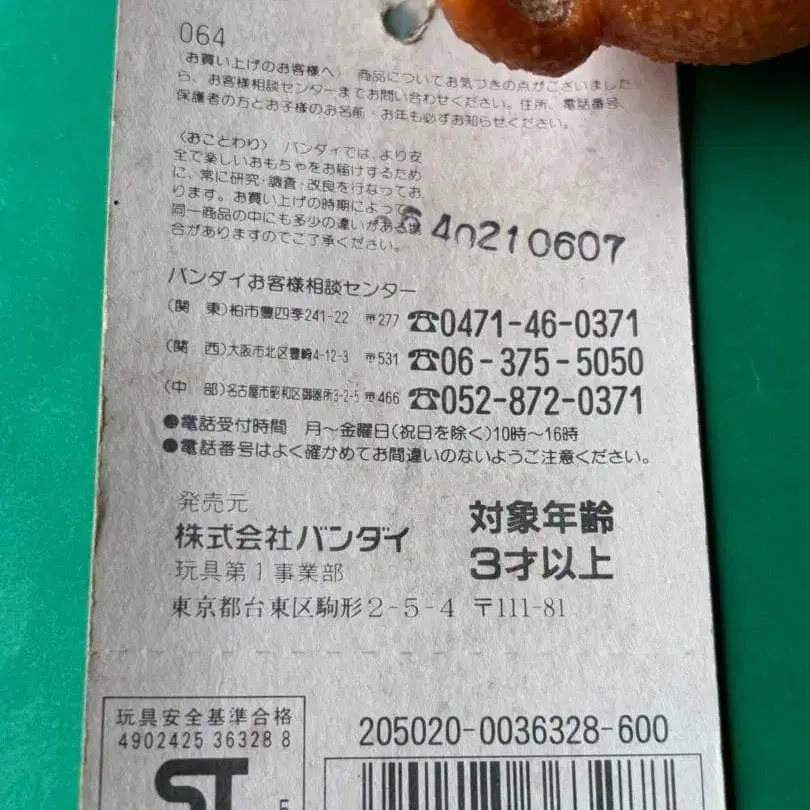 064
〈お買い上げのお客様へ〉 商品についてお気づきの点がございました
ら、お客様相談センターまでお問い合わせください。住所、電話番号、
保護者の方とお子様のお名前・お年も必ずお知らせください。
〈おことわり〉 バンダイでは、より安
全で楽しいおもちゃをお届けするため
に、常に研究・調査・改良を行なってお
ります。お買い上げの時期によって
同一商品の中にも多少の違いがある場
合がありますのでご了承ください。
40210607
バンダイお客様相談センター
(関 東)柏市豊四季241-22 〒277 ☎0471-46-0371
(関 西)大阪市北区豊崎4-12-3 〒531 ☎06-375-5050
(中 部)名古屋市昭和区御器所3-2-5 〒466 ☎052-872-0371
●電話受付時間 月〜金曜日(祝日を除く)10時〜16時
●電話番号はよく確かめてお間違いのないようご注意ください。
発売元
株式会社バンダイ
玩具第1事業部
東京都台東区駒形2-5-4 〒111-81
対象年齢
3才以上
玩具安全基準合格
4902425 36328 8
ST
5
205020-0036328-600